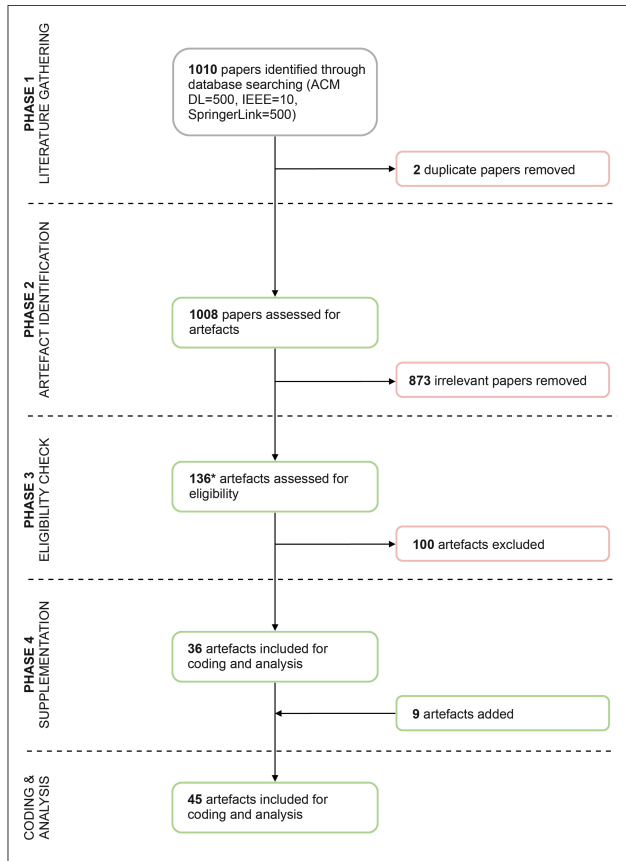 PHASE 1
LITERATURE GATHERING
1010 papers identified through
database searching (ACM
DL=500, IEEE=10,
SpringerLink=500)
2 duplicate papers removed
PHASE 2
ARTEFACT IDENTIFICATION
1008 papers assessed for
artefacts
873 irrelevant papers removed
PHASE 3
ELIGIBILITY CHECK
136* artefacts assessed for
eligibility
100 artefacts excluded
PHASE 4
SUPPLEMENTATION
36 artefacts included for
coding and analysis
9 artefacts added
CODING &
ANALYSIS
45 artefacts included for
coding and analysis